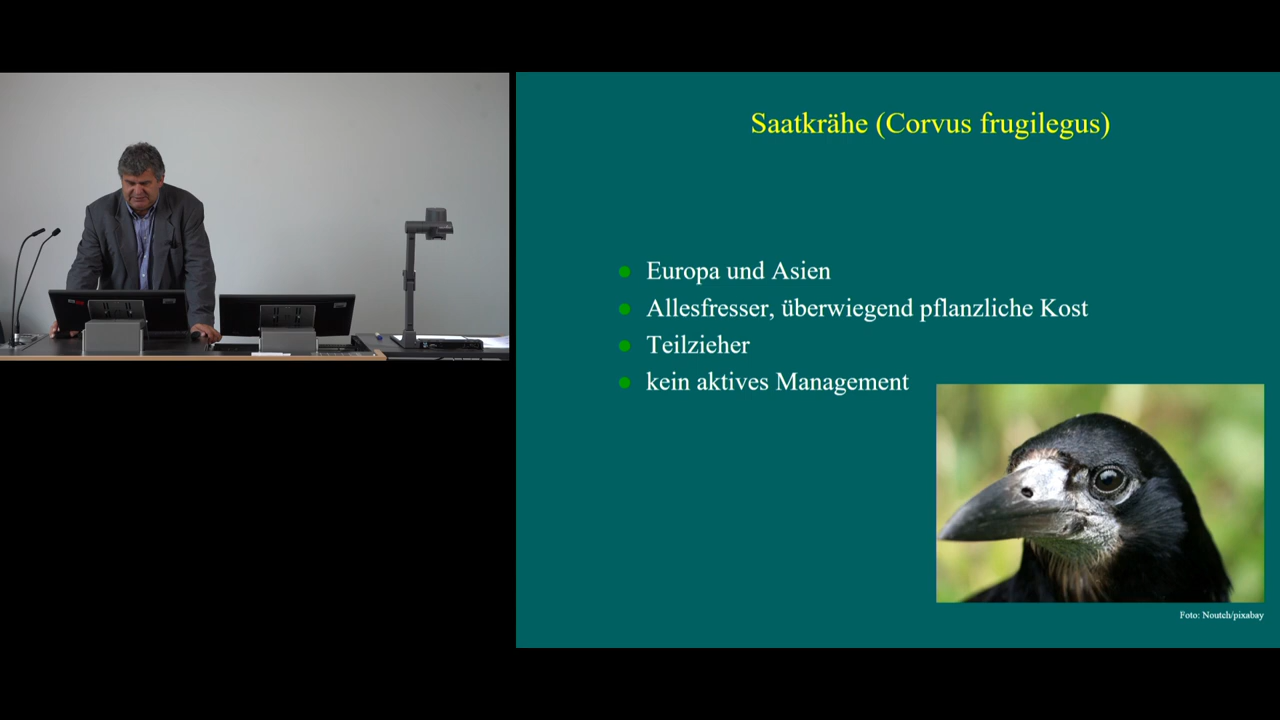 Saatkrähe (Corvus frugilegus)
Europa und Asien
Allesfresser, überwiegend pflanzliche Kost
Teilzieher
kein aktives Management
Foto: Noutch/pixabay